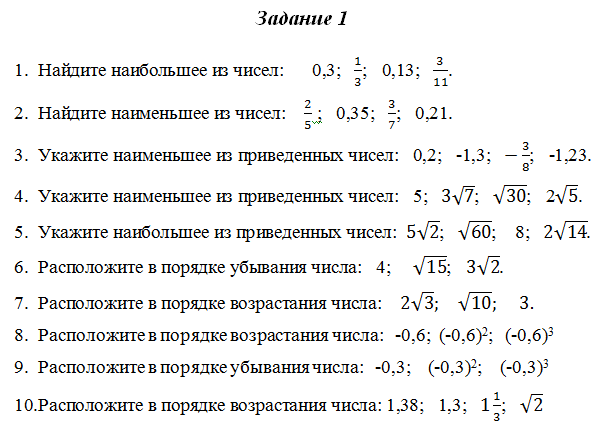 Задание 1
1. Найдите наибольшее из чисел: 0,3; 1/3; 0,13; 3/11.
2. Найдите наименьшее из чисел: 2/5; 0,35; 3/7; 0,21.
3. Укажите наименьшее из приведенных чисел: 0,2; -1,3; −3/8; -1,23.
4. Укажите наименьшее из приведенных чисел: 5; 3√7; √30; 2√5.
5. Укажите наибольшее из приведенных чисел: 5√2; √60; 8; 2√14.
6. Расположите в порядке убывания числа: 4; √15; 3√2.
7. Расположите в порядке возрастания числа: 2√3; √10; 3.
8. Расположите в порядке возрастания числа: -0,6; (-0,6)²; (-0,6)³
9. Расположите в порядке убывания числа: -0,3; (-0,3)²; (-0,3)³
10.Расположите в порядке возрастания числа: 1,38; 1,3; 1 1/3; √2